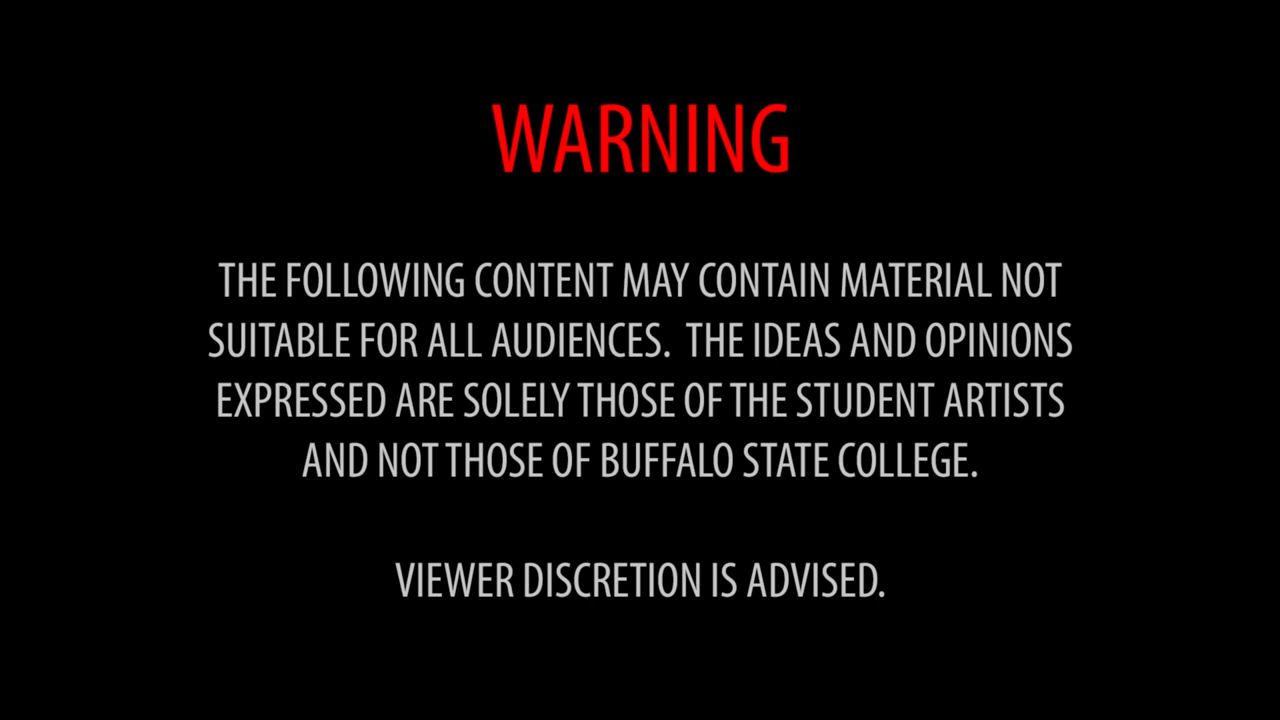 WARNING
THE FOLLOWING CONTENT MAY CONTAIN MATERIAL NOT
SUITABLE FOR ALL AUDIENCES.  THE IDEAS AND OPINIONS
EXPRESSED ARE SOLELY THOSE OF THE STUDENT ARTISTS
AND NOT THOSE OF BUFFALO STATE COLLEGE.
VIEWER DISCRETION IS ADVISED.